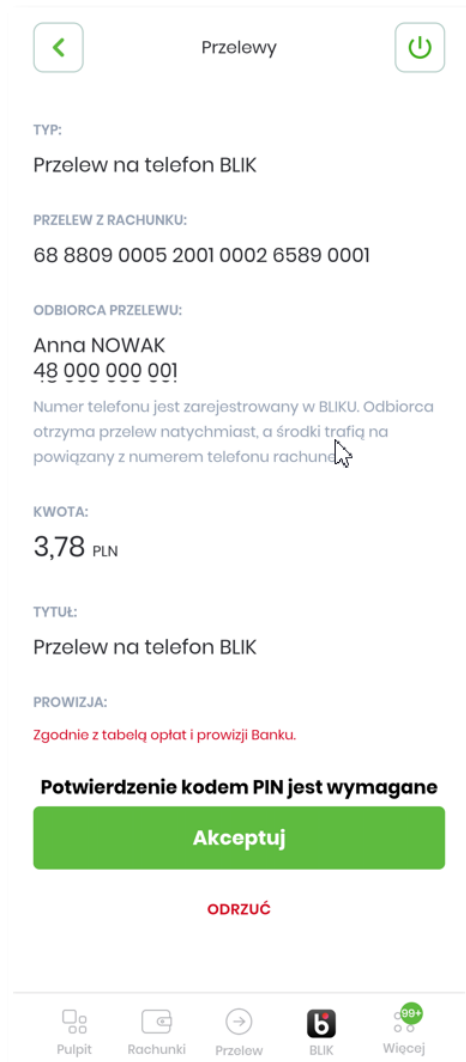 Przelewy
TYP:
Przelew na telefon BLIK
PRZELEW Z RACHUNKU:
68 8809 0005 2001 0002 6589 0001
ODBIORCA PRZELEWU:
Anna NOWAK
48 000 000 001
Numer telefonu jest zarejestrowany w BLIKU. Odbiorca
otrzyma przelew natychmiast, a środki trafią na
powiązany z numerem telefonu
KWOTA:
3,78 PLN
TYTUŁ:
Przelew na telefon BLIK
PROWIZJA:
Zgodnie z tabelą opłat i prowizji Banku.
Potwierdzenie kodem PIN jest wymagane
Akceptuj
ODRZUĆ
99+
Pulpit Rachunki Przelew BLIK Więcej